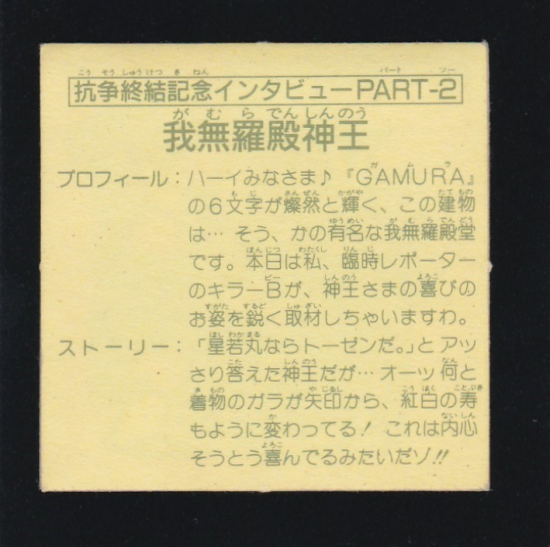 抗争終結記念インタビューPART-2
我無羅殿神王
プロフィール：ハーイみなさま♪『GAMURA』
の6文字が燦然と輝く、この建物
は…そう、かの有名な我無羅殿堂
です。本日は私、臨時レポーター
のキラーBが、神王さまの喜びの
お姿を鋭く取材しちゃいますわ。
ストーリー：「星若丸ならトーゼンだ。」とアッ
さり答えた神王だが…オーッ何と
着物のガラが矢印から、紅白の寿
もように変わってる！これは内心
そうとう喜んでるみたいだゾ!!